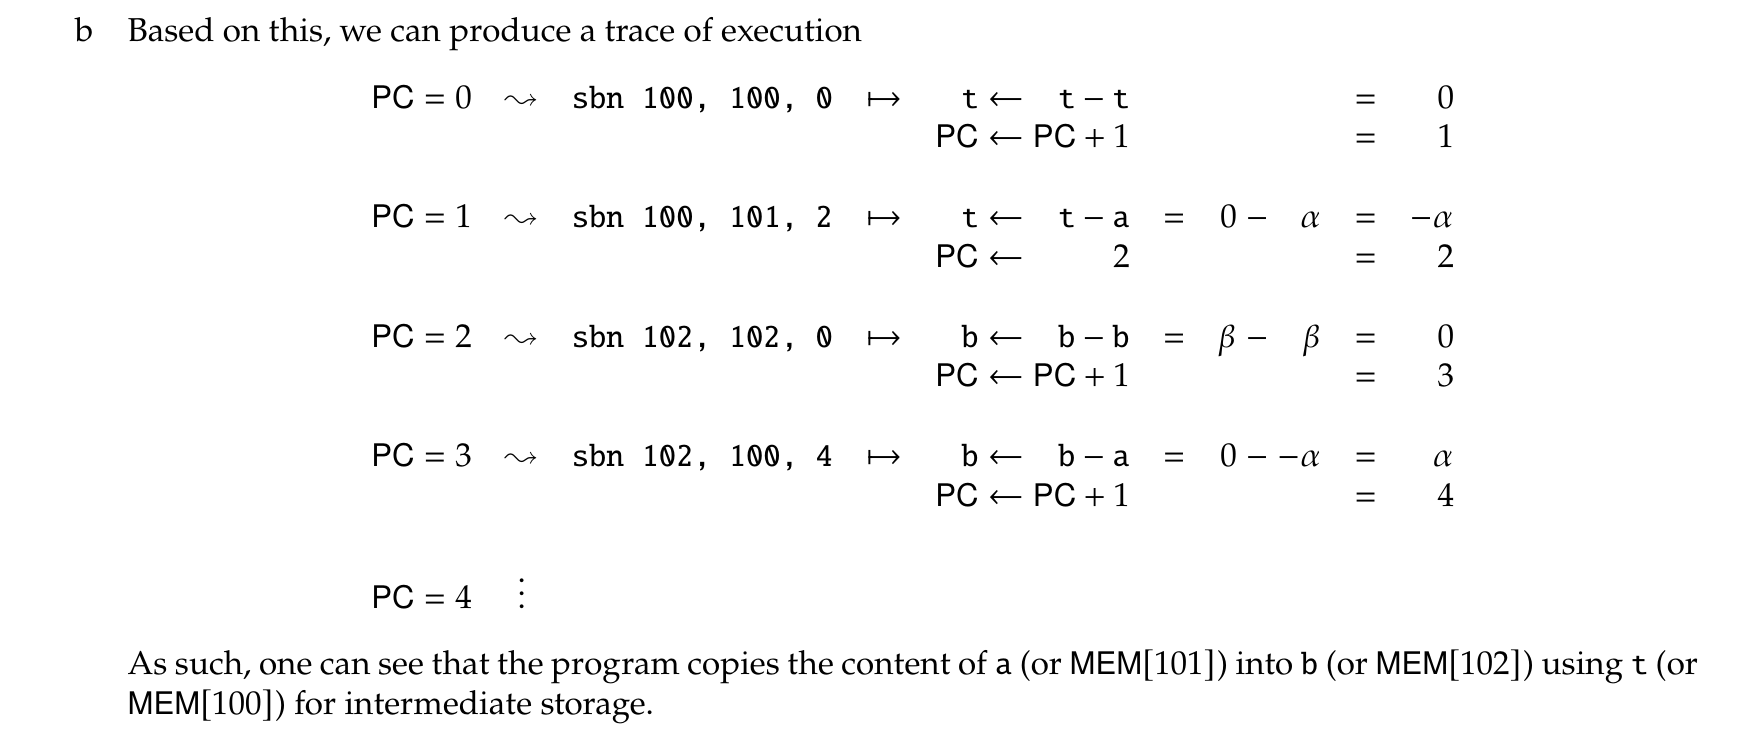 b Based on this, we can produce a trace of execution
PC = 0 ⇝ sbn 100, 100, 0 ↦ t ← t − t = 0
PC ← PC + 1 = 1
PC = 1 ⇝ sbn 100, 101, 2 ↦ t ← t − a = 0 − α = −α
PC ← 2 = 2
PC = 2 ⇝ sbn 102, 102, 0 ↦ b ← b − b = β − β = 0
PC ← PC + 1 = 3
PC = 3 ⇝ sbn 102, 100, 4 ↦ b ← b − a = 0 − −α = α
PC ← PC + 1 = 4
PC = 4 ⋮
As such, one can see that the program copies the content of a (or MEM[101]) into b (or MEM[102]) using t (or
MEM[100]) for intermediate storage.